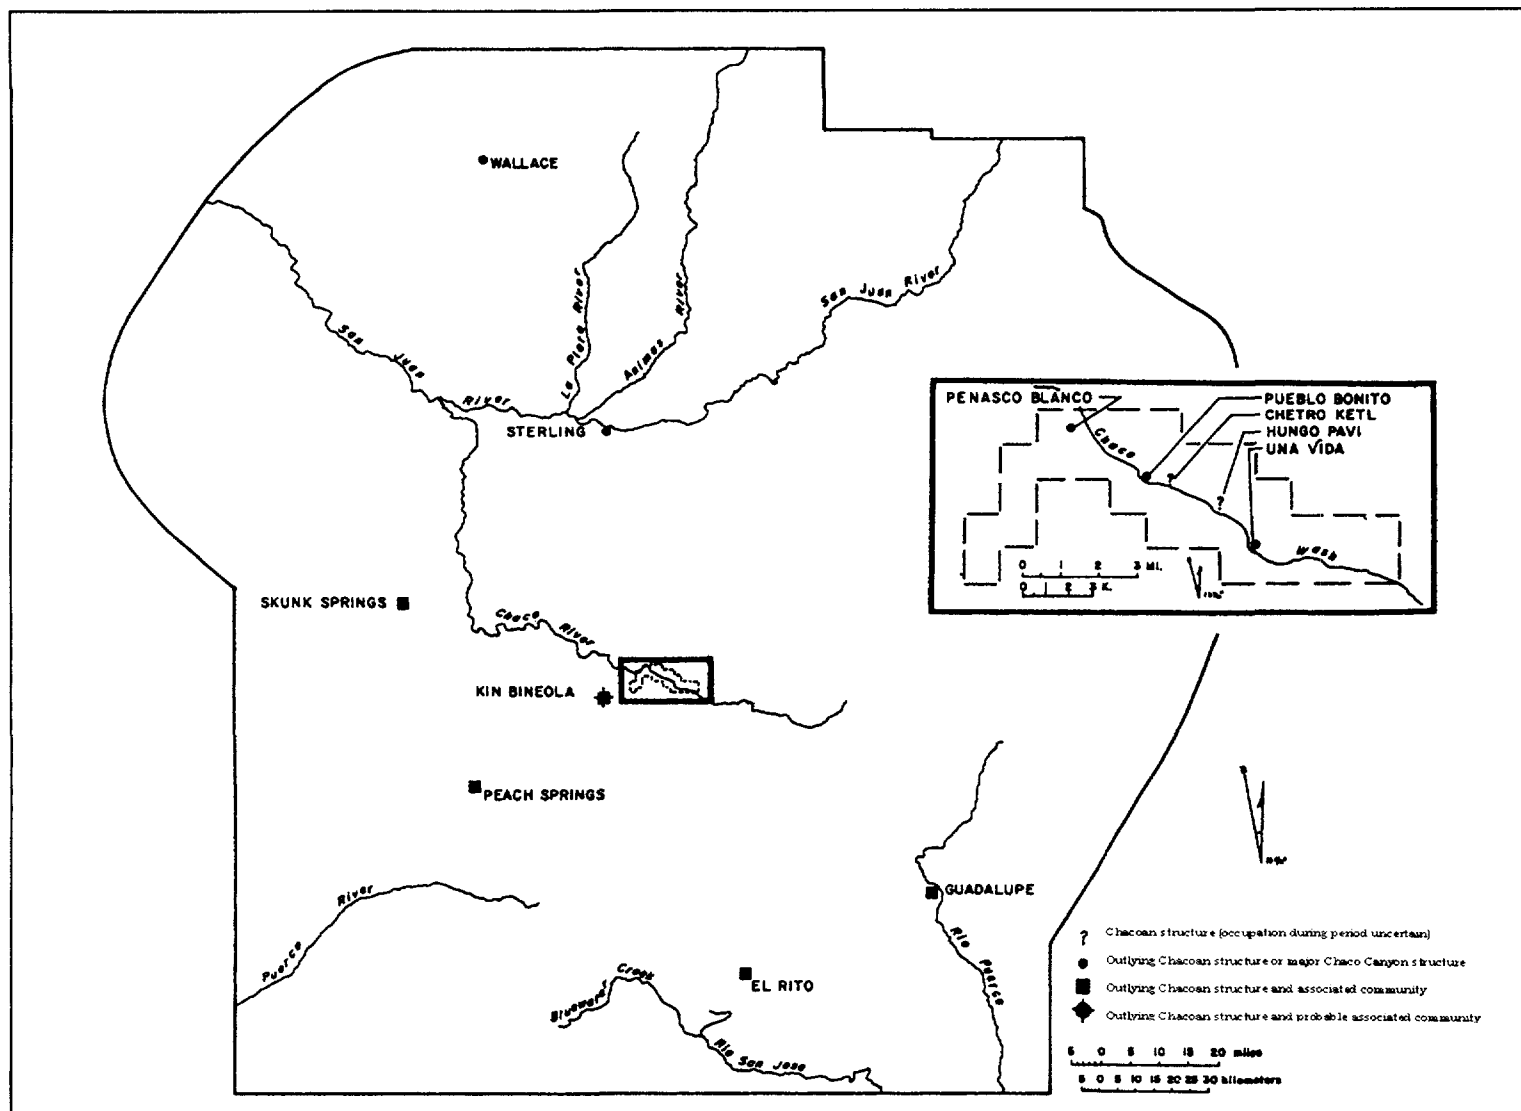 WALLACE
San Juan River
La Plata River
Animas River
San Juan River
STERLING
PENASCO BLANCO
PUEBLO BONITO
CHETRO KETL
HUNGO PAVI
UNA VIDA
Chaco Wash
?
?
0 1 2 3 MI.
0 1 2 3 K.
SKUNK SPRINGS
Chaco River
KIN BINEOLA
PEACH SPRINGS
GUADALUPE
Puerco River
Rio Puerco
EL RITO
Creek
Rio San Jose
? Chacoan structure (occupation during period uncertain)
Outlying Chacoan structure or major Chaco Canyon structure
Outlying Chacoan structure and associated community
Outlying Chacoan structure and probable associated community
5 0 5 10 15 20 miles
5 0 5 10 15 20 25 30 kilometers